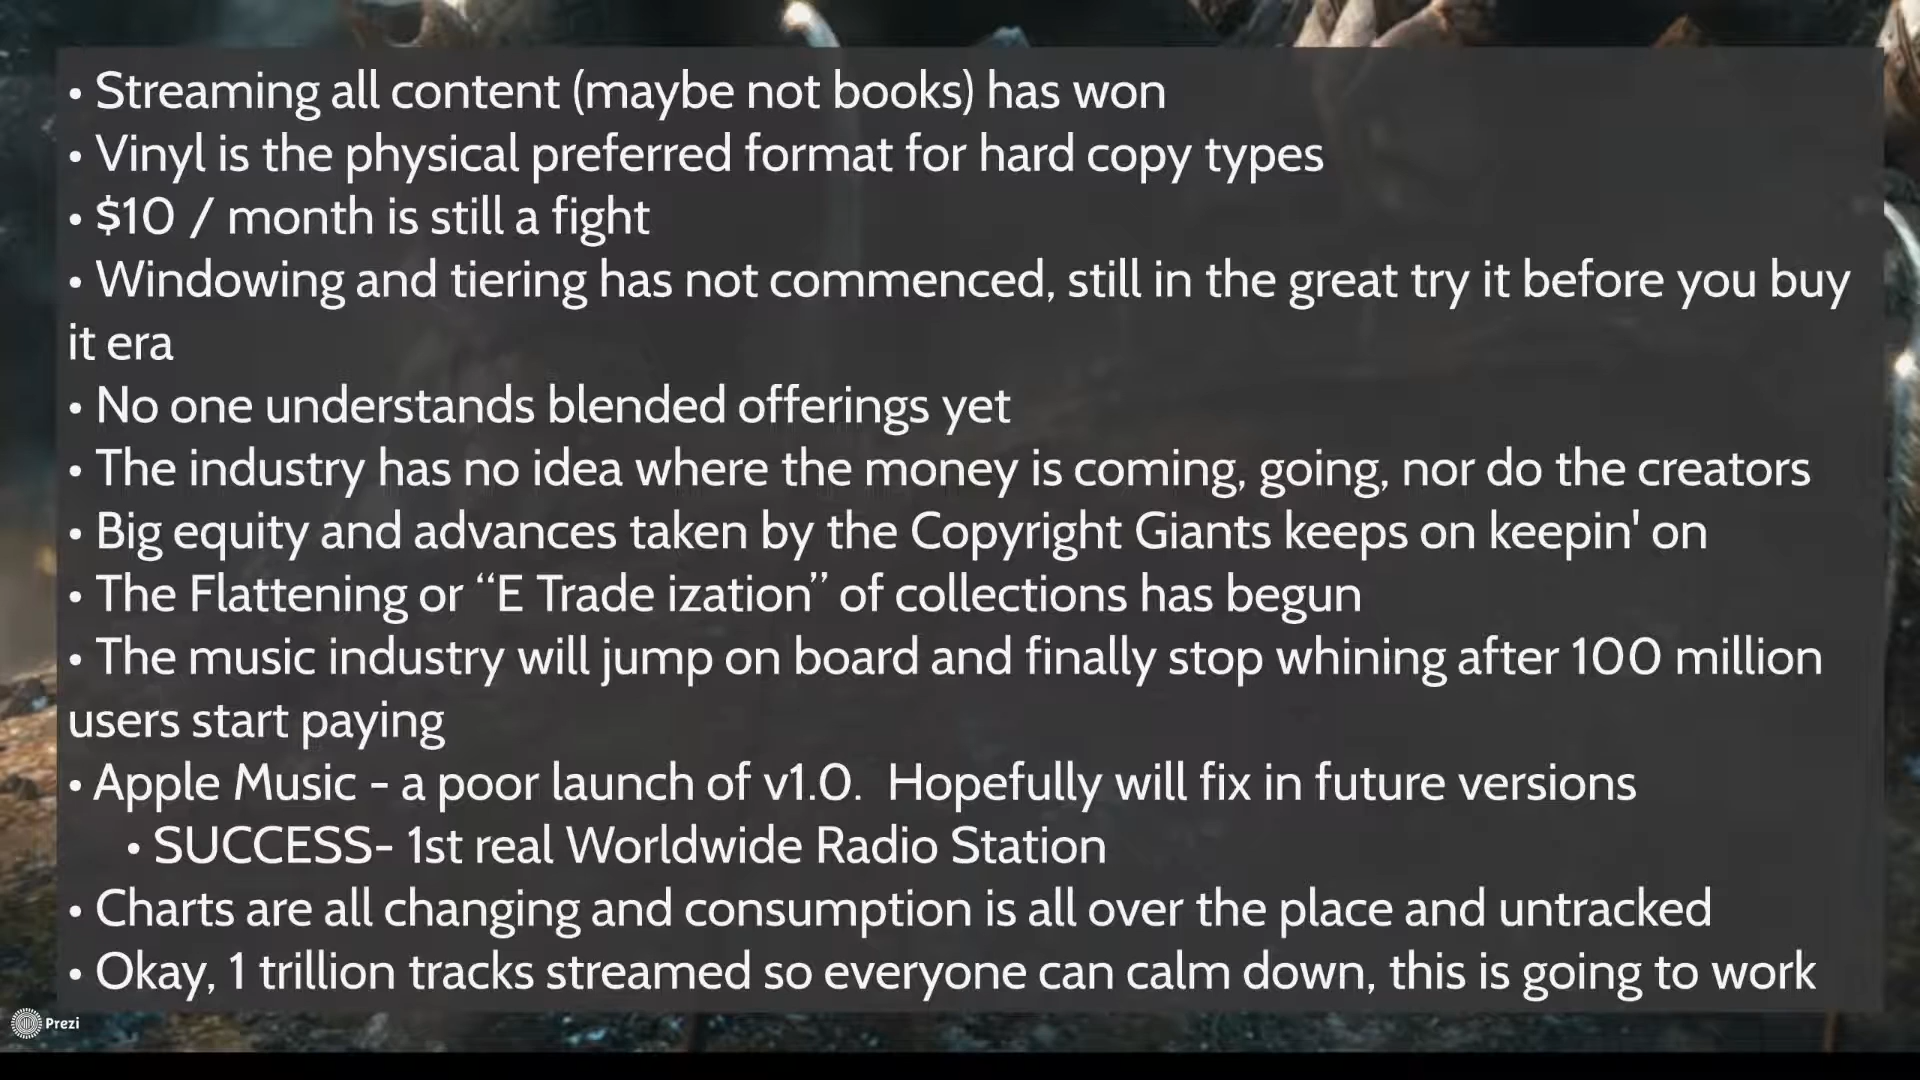 • Streaming all content (maybe not books) has won
• Vinyl is the physical preferred format for hard copy types
• $10 / month is still a fight
• Windowing and tiering has not commenced, still in the great try it before you buy
it era
• No one understands blended offerings yet
• The industry has no idea where the money is coming, going, nor do the creators
• Big equity and advances taken by the Copyright Giants keeps on keepin' on
• The Flattening or “E Trade ization” of collections has begun
• The music industry will jump on board and finally stop whining after 100 million
users start paying
• Apple Music - a poor launch of v1.0.  Hopefully will fix in future versions
• SUCCESS- 1st real Worldwide Radio Station
• Charts are all changing and consumption is all over the place and untracked
• Okay, 1 trillion tracks streamed so everyone can calm down, this is going to work
Prezi